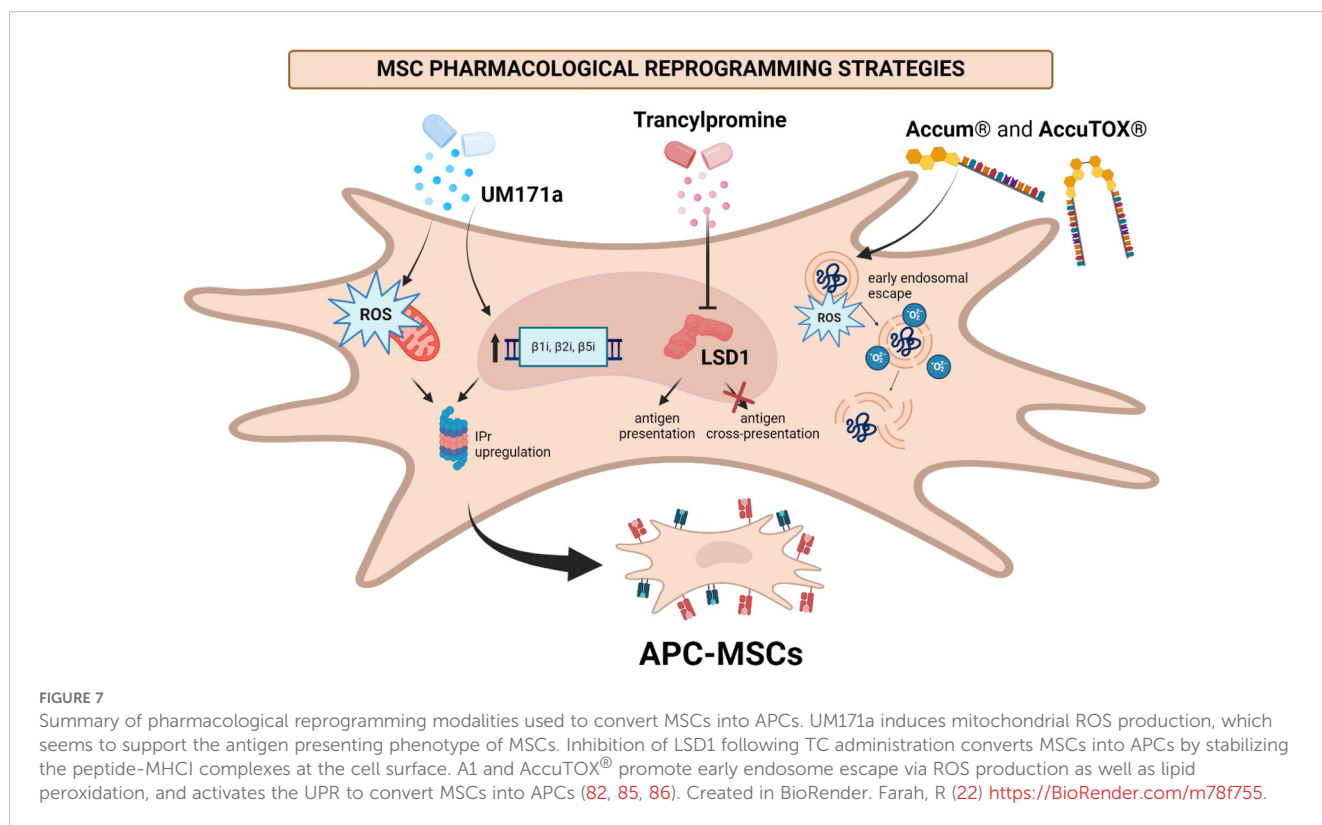 MSC PHARMACOLOGICAL REPROGRAMMING STRATEGIES
Trancylpromine
Accum® and AccuTOX®
UM171a
early endosomal
escape
ROS
ROS
·O₂²⁻
β1i, β2i, β5i
LSD1
·O₂²⁻
·O₂²⁻
antigen
presentation
antigen
cross-presentation
IPr
upregulation
APC-MSCs
FIGURE 7
Summary of pharmacological reprogramming modalities used to convert MSCs into APCs. UM171a induces mitochondrial ROS production, which
seems to support the antigen presenting phenotype of MSCs. Inhibition of LSD1 following TC administration converts MSCs into APCs by stabilizing
the peptide-MHCI complexes at the cell surface. A1 and AccuTOX® promote early endosome escape via ROS production as well as lipid
peroxidation, and activates the UPR to convert MSCs into APCs (82, 85, 86). Created in BioRender. Farah, R (22) https://BioRender.com/m78f755.